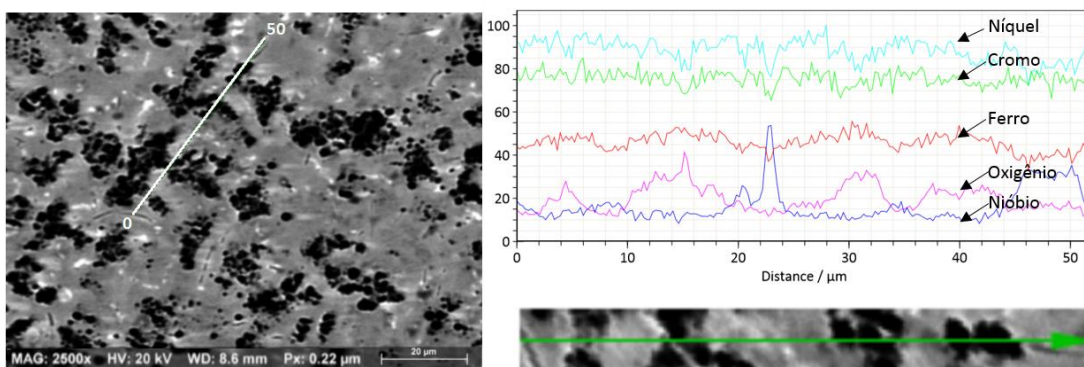 50
0
MAG: 2500x HV: 20 kV WD: 8.6 mm Px: 0.22 µm
20 µm
100
80
60
40
20
0
Níquel
Cromo
Ferro
Oxigênio
Nióbio
0 10 20 30 40 50
Distance / µm